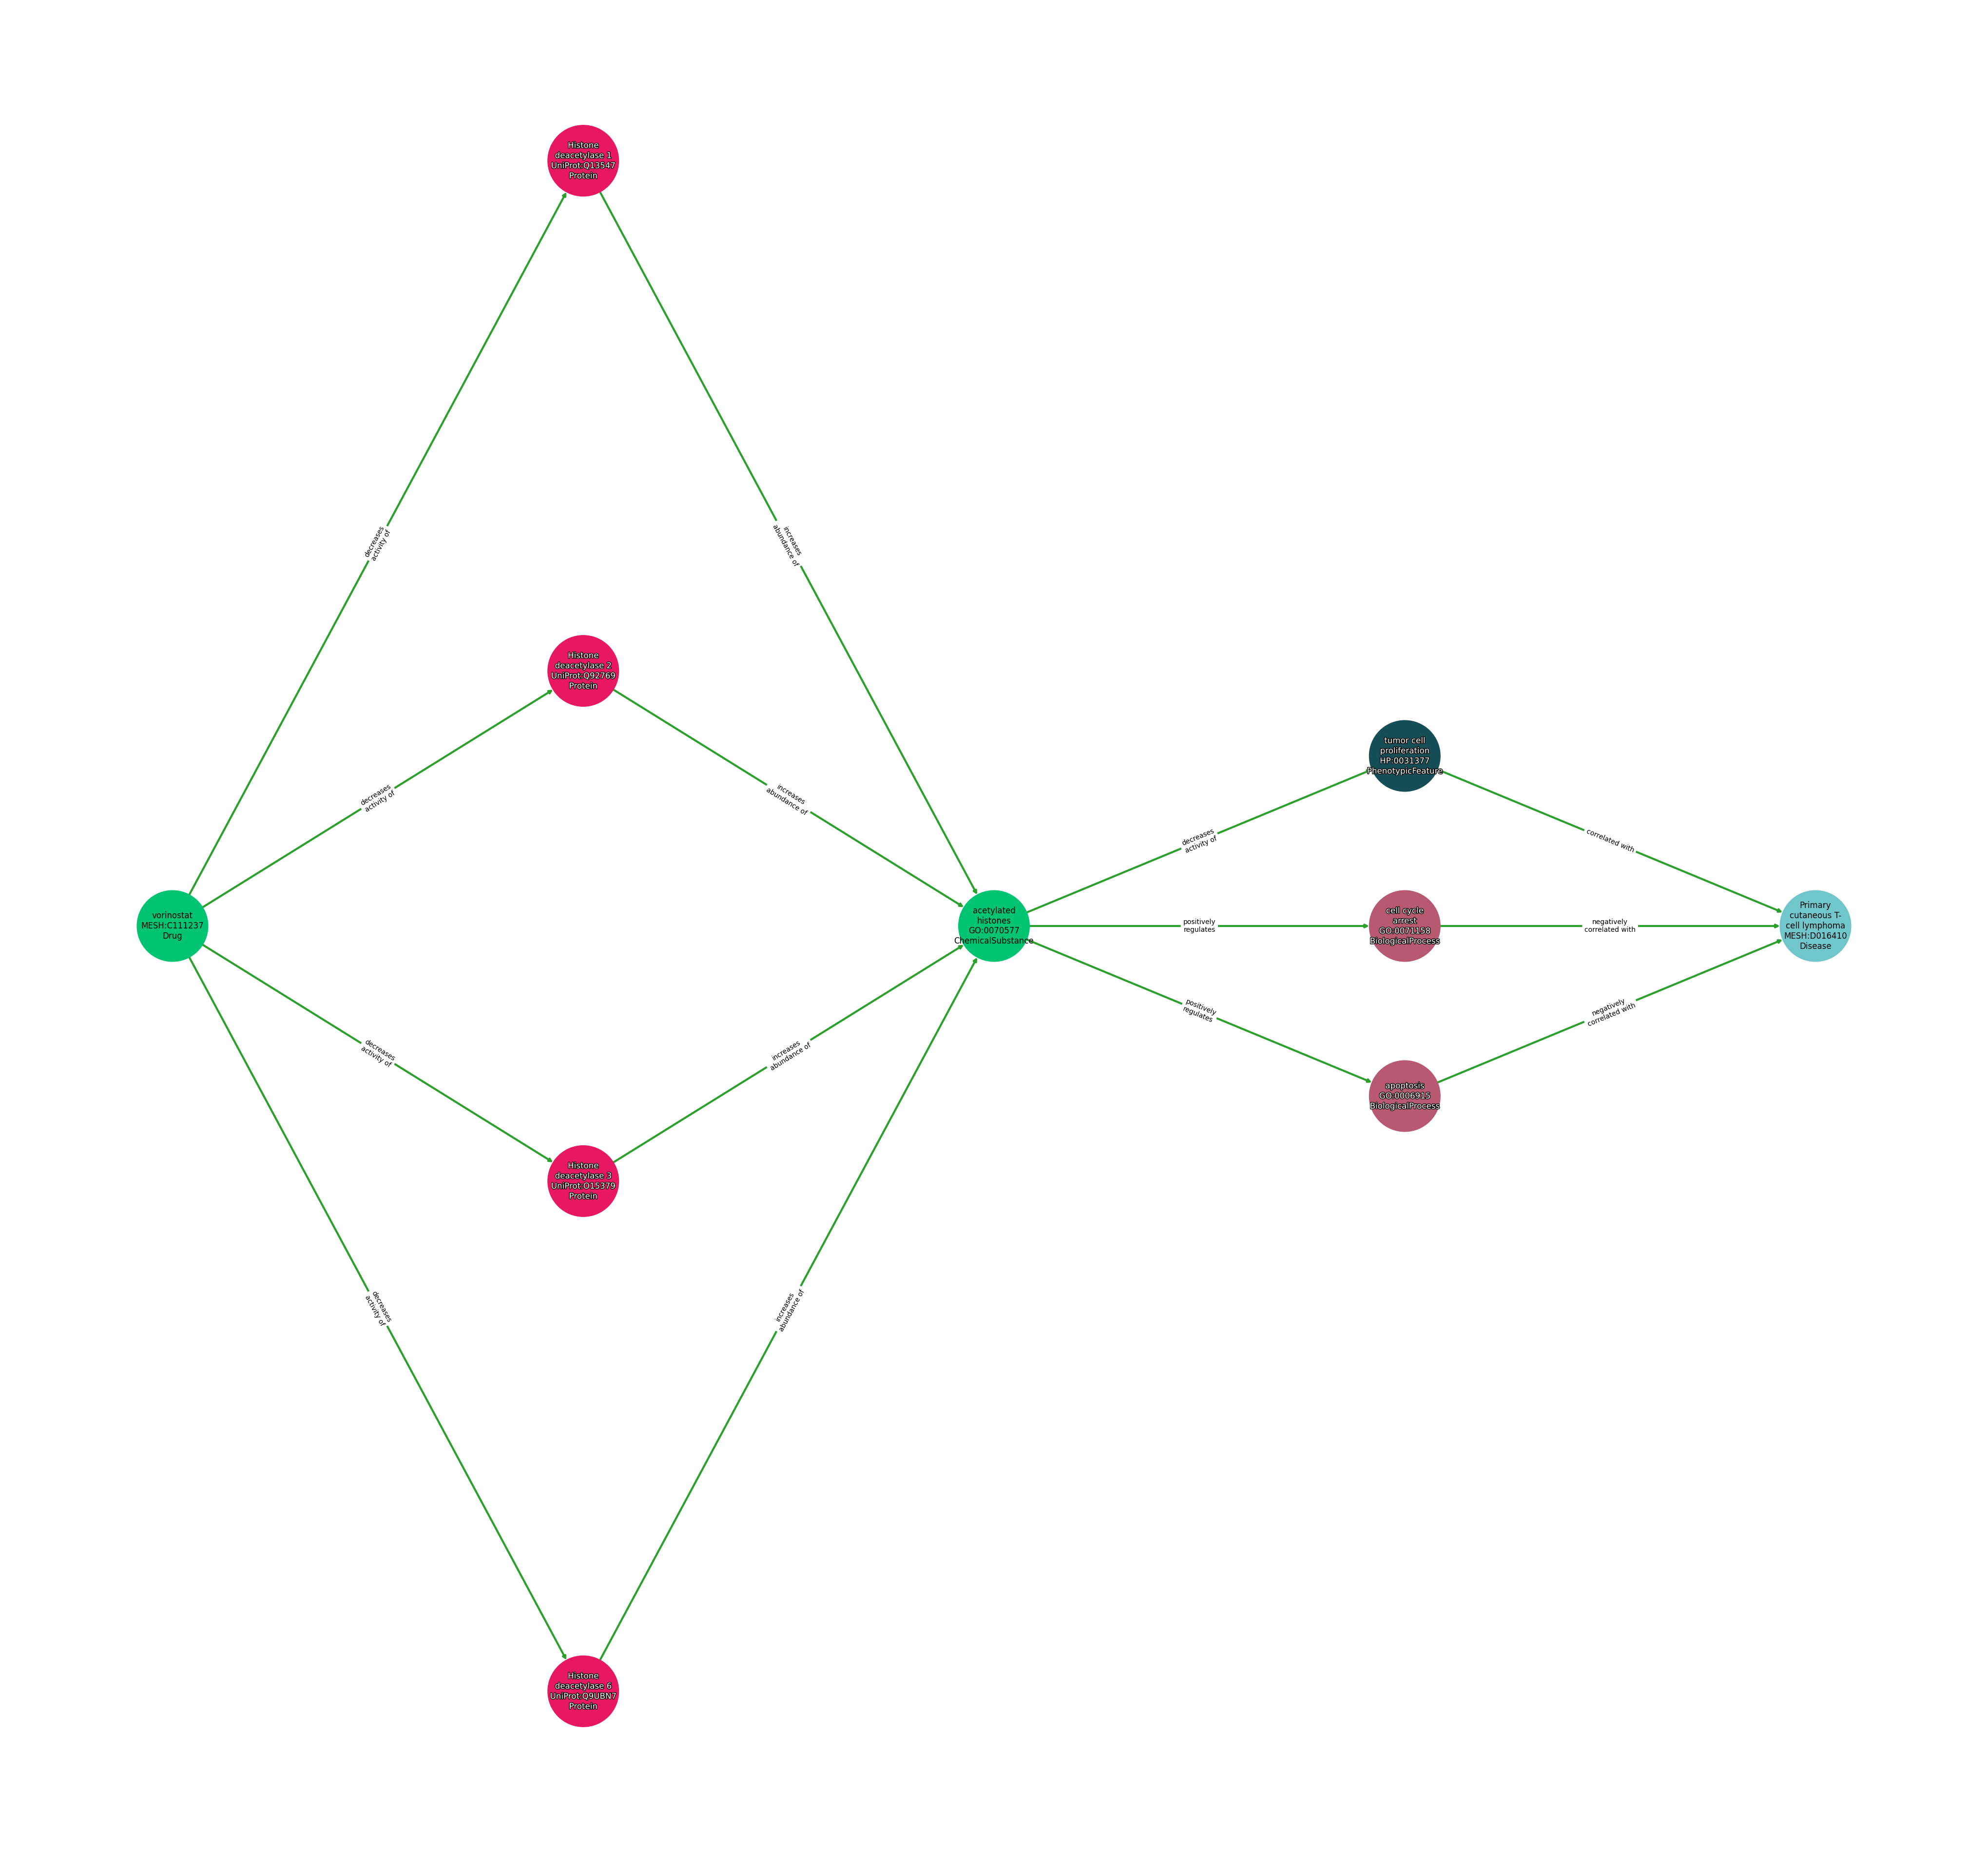 Histone
deacetylase 1
UniProt:Q13547
Protein
decreases
activity of
increases
abundance of
Histone
deacetylase 2
UniProt:Q92769
Protein
decreases
activity of
increases
abundance of
tumor cell
proliferation
HP:0031377
PhenotypicFeature
decreases
activity of
correlated with
vorinostat
MESH:C111237
Drug
acetylated
histones
GO:0070577
ChemicalSubstance
positively
regulates
cell cycle
arrest
GO:0071158
BiologicalProcess
negatively
correlated with
Primary
cutaneous T-
cell lymphoma
MESH:D016410
Disease
positively
regulates
negatively
correlated with
apoptosis
GO:0006915
BiologicalProcess
decreases
activity of
increases
abundance of
Histone
deacetylase 3
UniProt:O15379
Protein
decreases
activity of
increases
abundance of
Histone
deacetylase 6
UniProt:Q9UBN7
Protein